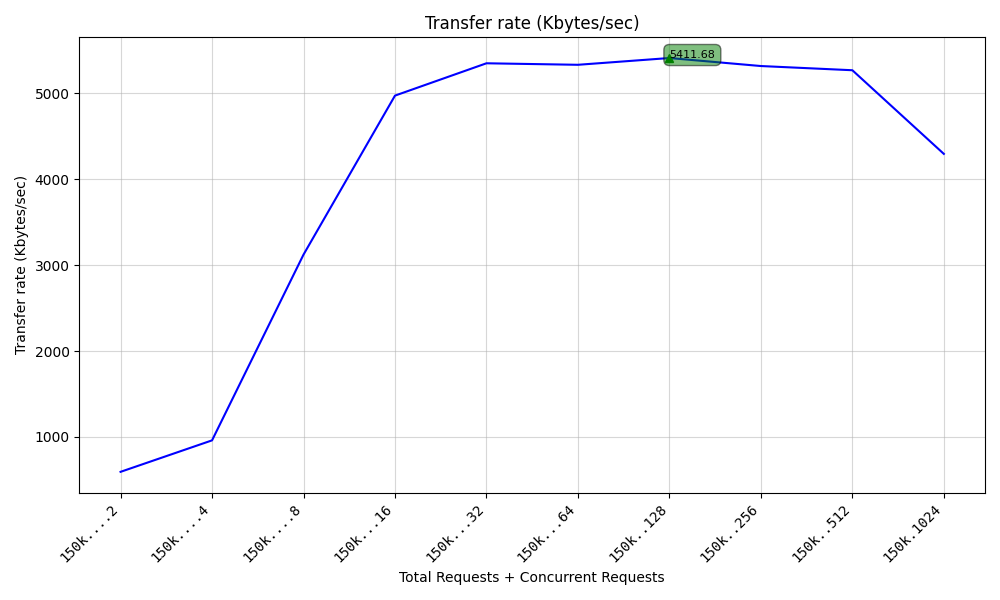 Transfer rate (Kbytes/sec)
5411.68
Transfer rate (Kbytes/sec)
5000
4000
3000
2000
1000
150k....2
150k....4
150k....8
150k...16
150k...32
150k...64
150k..128
150k..256
150k..512
150k.1024
Total Requests + Concurrent Requests